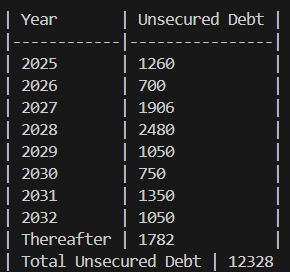 | Year       | Unsecured Debt |
|------------|----------------|
| 2025       | 1260           |
| 2026       | 700            |
| 2027       | 1906           |
| 2028       | 2480           |
| 2029       | 1050           |
| 2030       | 750            |
| 2031       | 1350           |
| 2032       | 1050           |
| Thereafter | 1782           |
| Total Unsecured Debt | 12328